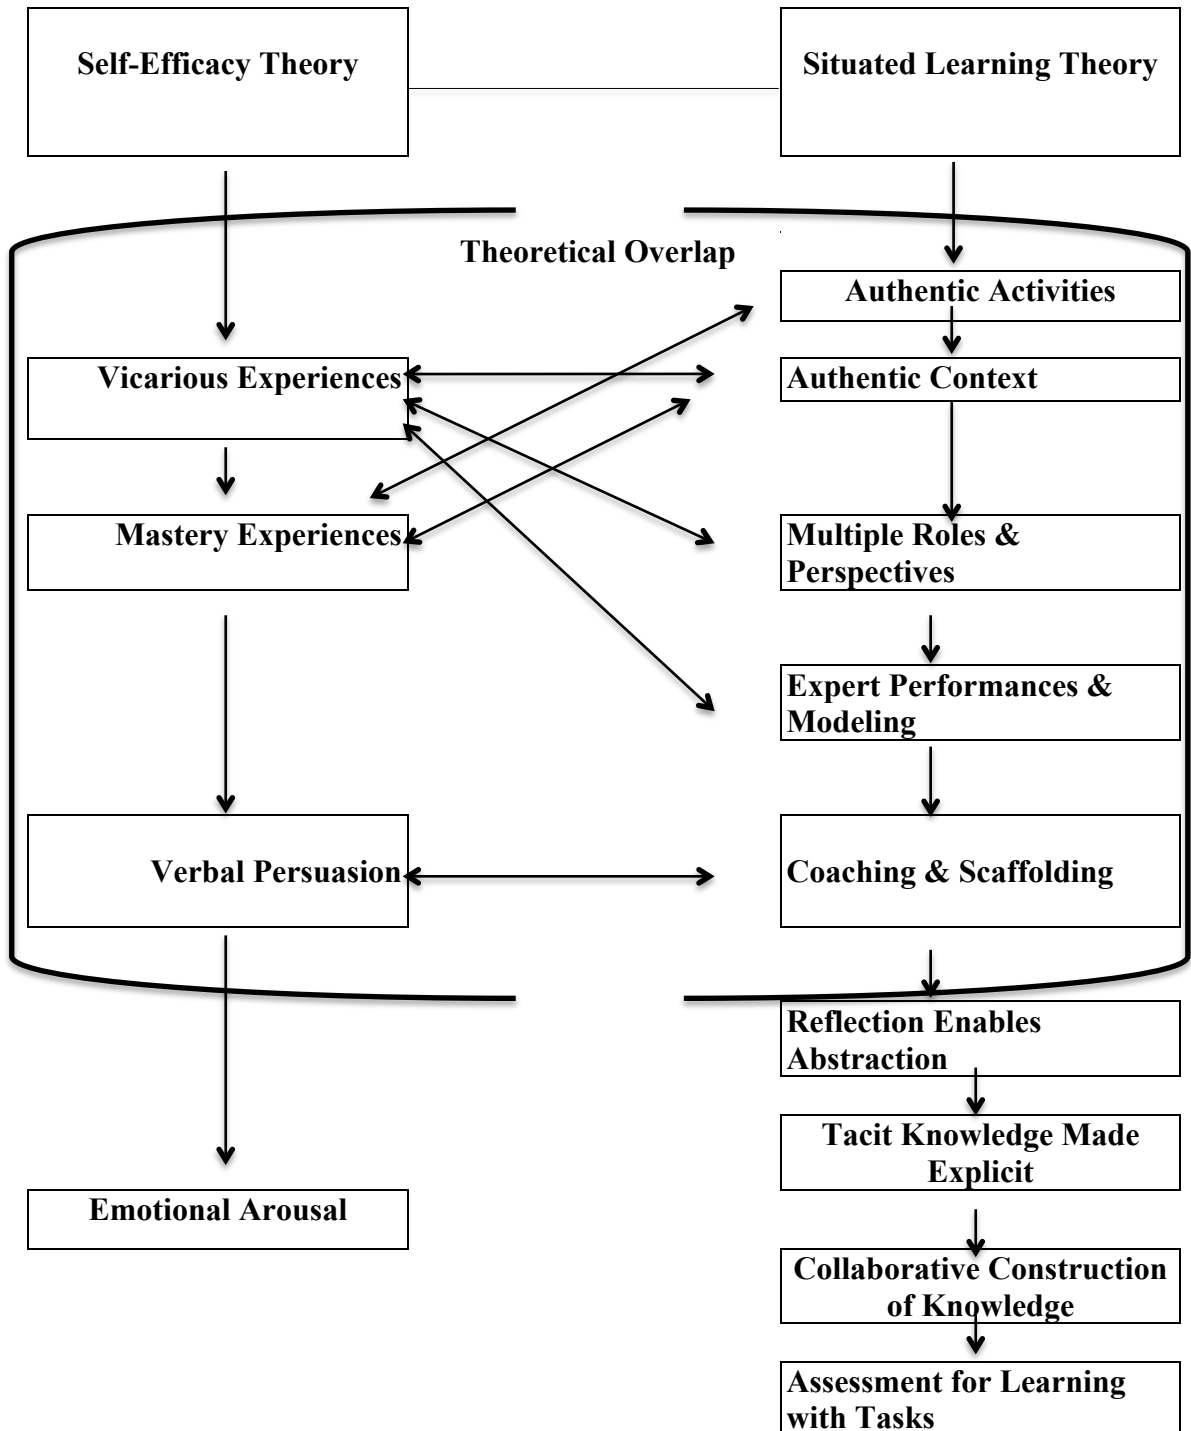 Self-Efficacy Theory
Situated Learning Theory
Theoretical Overlap
Authentic Activities
Vicarious Experiences
Authentic Context
Mastery Experiences
Multiple Roles &
Perspectives
Expert Performances &
Modeling
Verbal Persuasion
Coaching & Scaffolding
Reflection Enables
Abstraction
Tacit Knowledge Made
Explicit
Emotional Arousal
Collaborative Construction
of Knowledge
Assessment for Learning
with Tasks